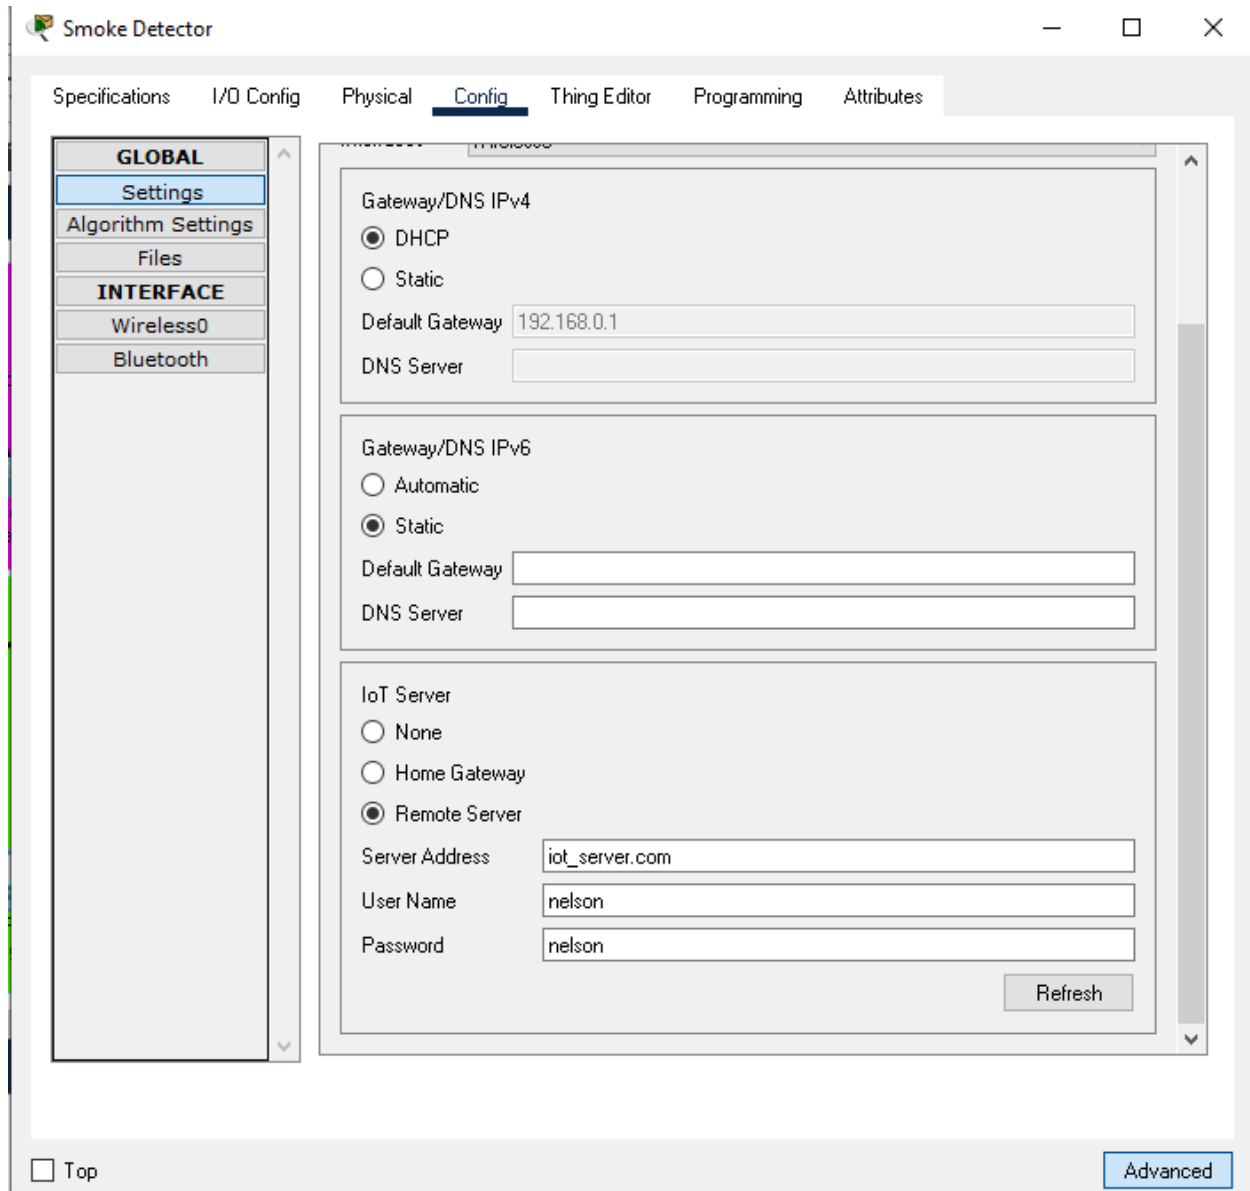 Smoke Detector
Specifications I/O Config Physical Config Thing Editor Programming Attributes
GLOBAL
Settings
Algorithm Settings
Files
INTERFACE
Wireless0
Bluetooth
Gateway/DNS IPv4
DHCP
Static
Default Gateway 192.168.0.1
DNS Server
Gateway/DNS IPv6
Automatic
Static
Default Gateway
DNS Server
IoT Server
None
Home Gateway
Remote Server
Server Address iot_server.com
User Name nelson
Password nelson
Refresh
Top Advanced